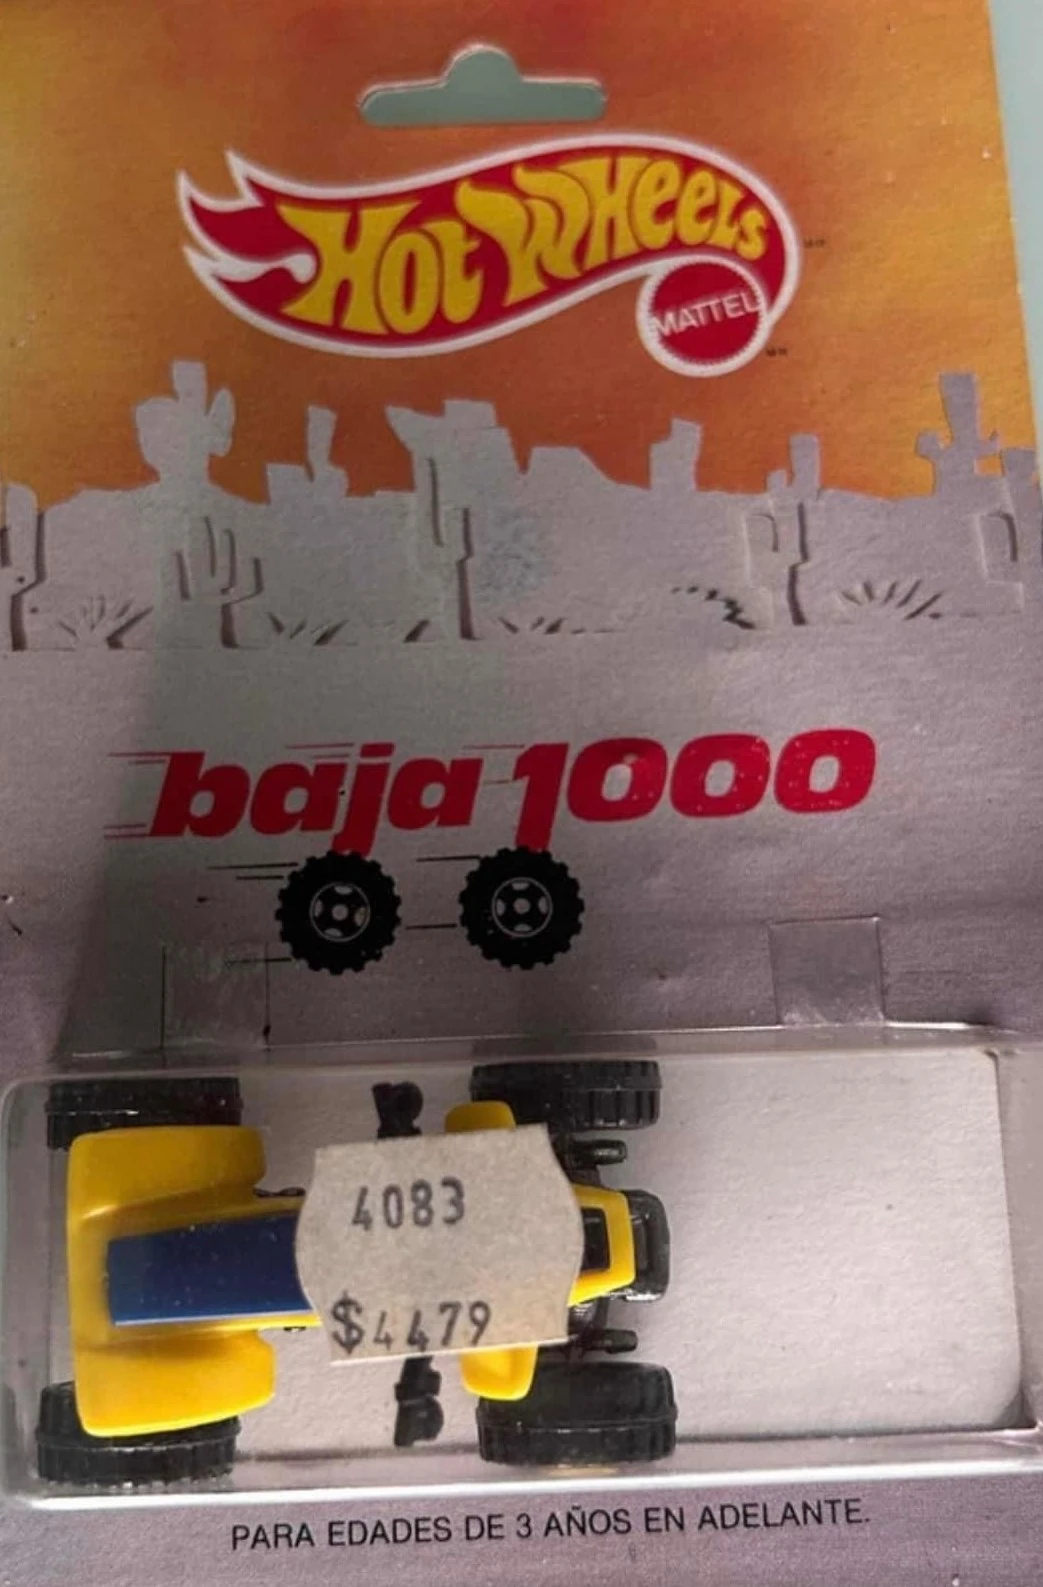 Hot Wheels
MATTEL
baja 1000
4083
$4479
PARA EDADES DE 3 AÑOS EN ADELANTE.